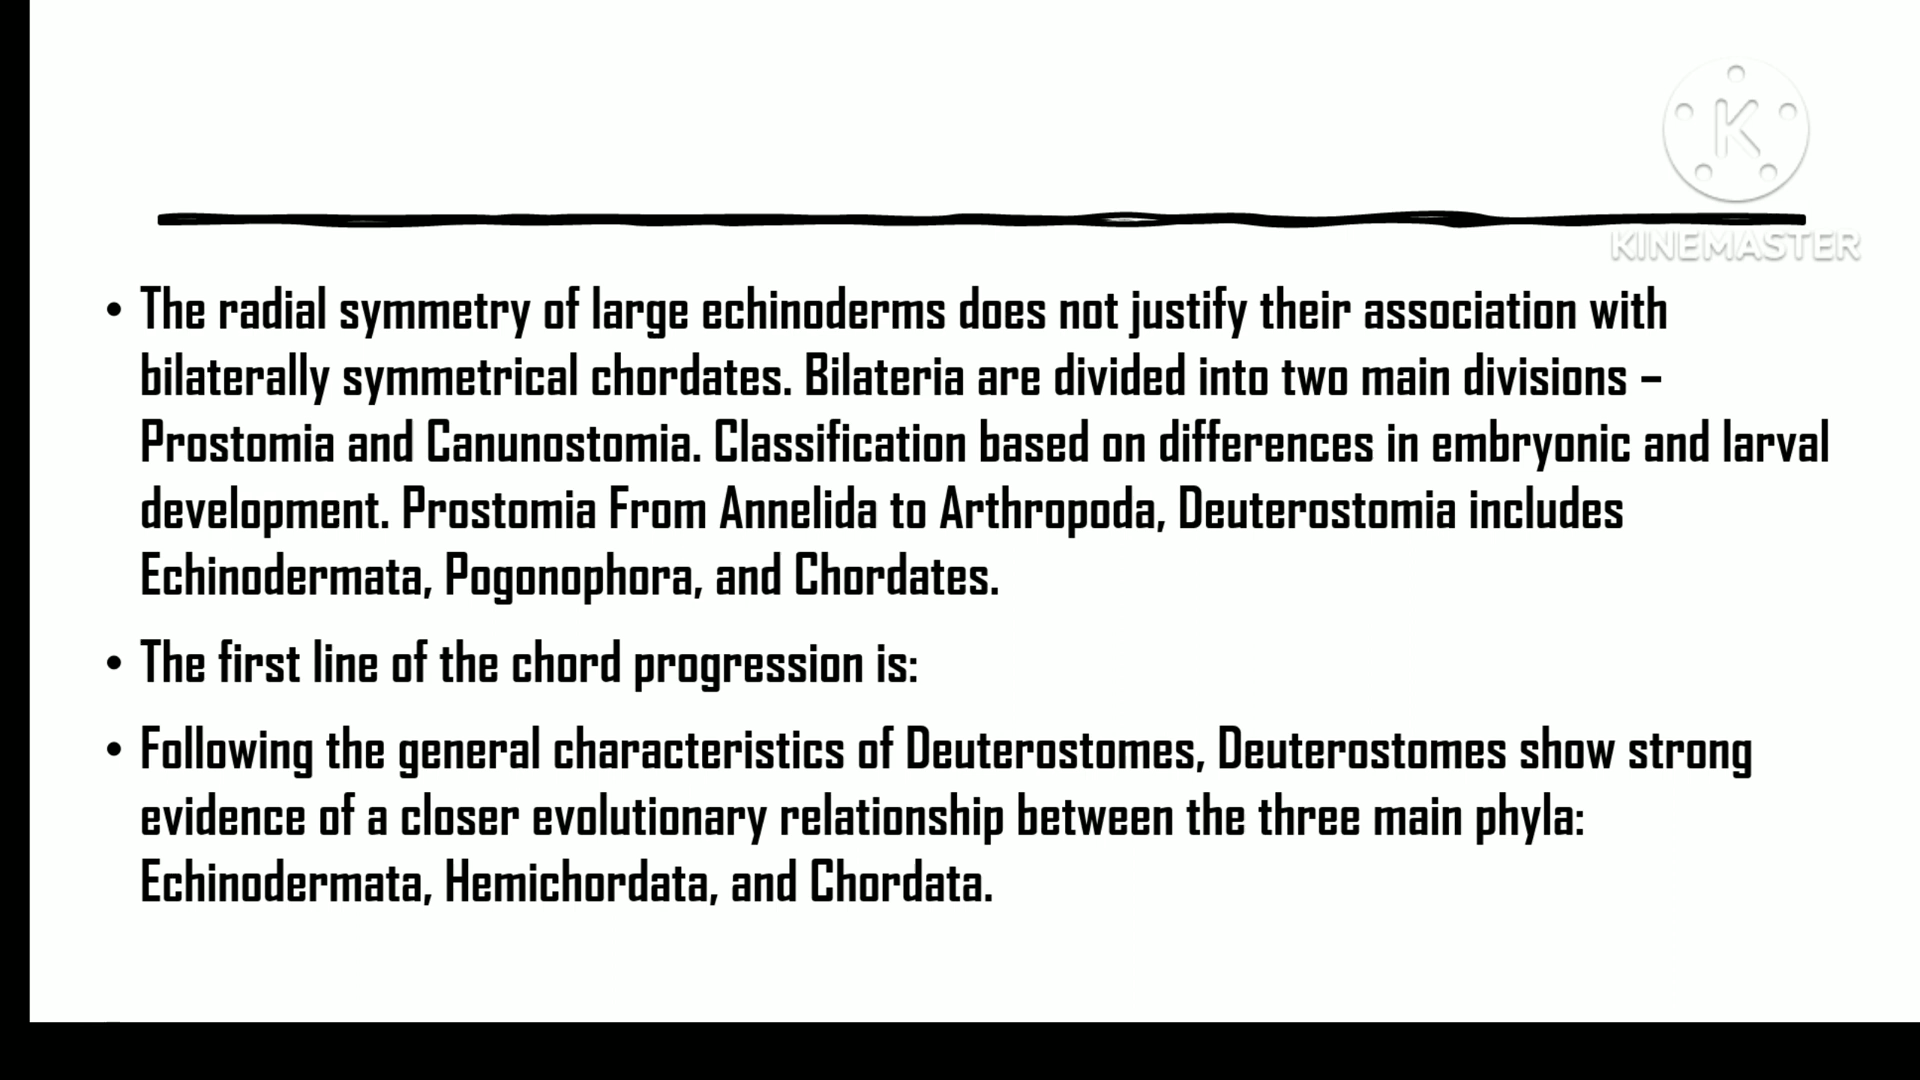 K
KINEMASTER
• The radial symmetry of large echinoderms does not justify their association with
bilaterally symmetrical chordates. Bilateria are divided into two main divisions –
Prostomia and Canunostomia. Classification based on differences in embryonic and larval
development. Prostomia From Annelida to Arthropoda, Deuterostomia includes
Echinodermata, Pogonophora, and Chordates.
• The first line of the chord progression is:
• Following the general characteristics of Deuterostomes, Deuterostomes show strong
evidence of a closer evolutionary relationship between the three main phyla:
Echinodermata, Hemichordata, and Chordata.